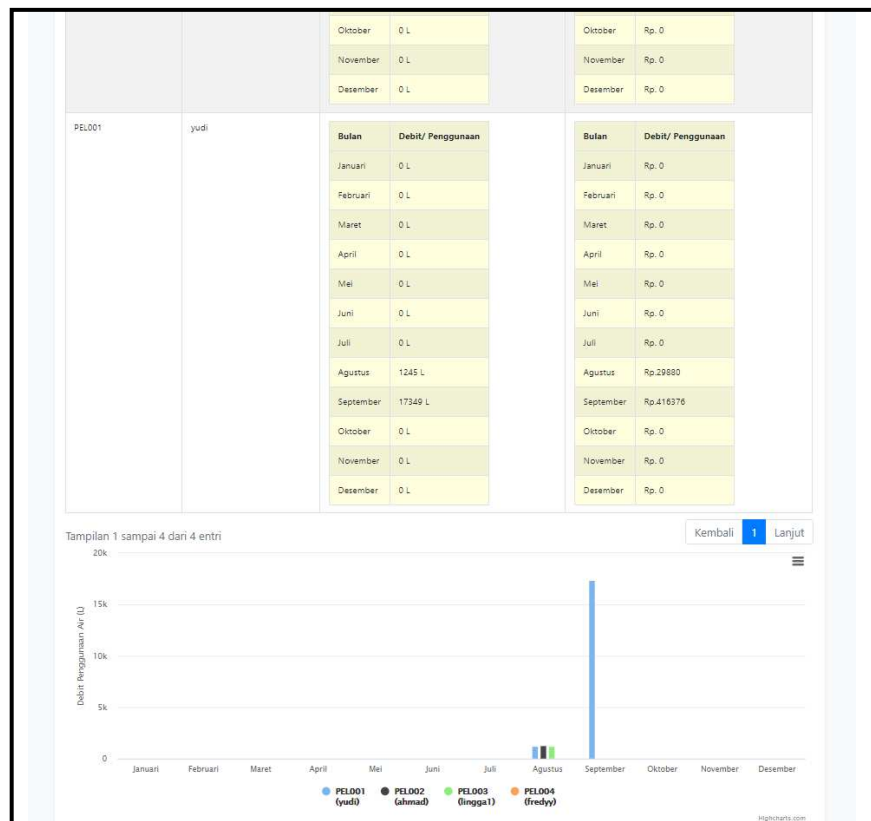 Oktober 0 L Oktober Rp. 0
November 0 L November Rp. 0
Desember 0 L Desember Rp. 0
PEL001 yudi
Bulan Debit/ Penggunaan Bulan Debit/ Penggunaan
Januari 0 L Januari Rp. 0
Februari 0 L Februari Rp. 0
Maret 0 L Maret Rp. 0
April 0 L April Rp. 0
Mei 0 L Mei Rp. 0
Juni 0 L Juni Rp. 0
Juli 0 L Juli Rp. 0
Agustus 1245 L Agustus Rp.29880
September 17349 L September Rp.416376
Oktober 0 L Oktober Rp. 0
November 0 L November Rp. 0
Desember 0 L Desember Rp. 0
Tampilan 1 sampai 4 dari 4 entri
Kembali 1 Lanjut
Debit Penggunaan Air (L)
20k
15k
10k
5k
0
Januari Februari Maret April Mei Juni Juli Agustus September Oktober November Desember
PEL001 PEL002 PEL003 PEL004
(yudi) (ahmad) (lingga1) (fredyy)
Highcharts.com